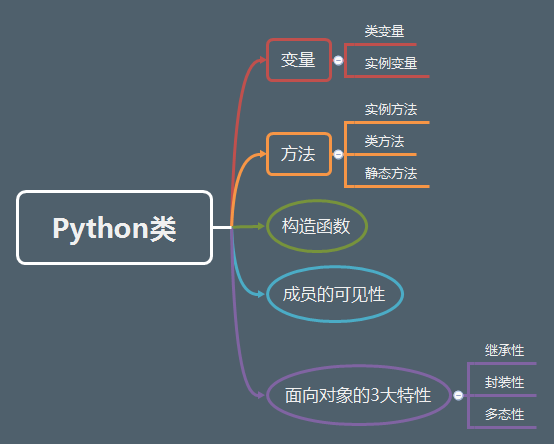 Python类
变量
类变量
实例变量
方法
实例方法
类方法
静态方法
构造函数
成员的可见性
面向对象的3大特性
继承性
封装性
多态性